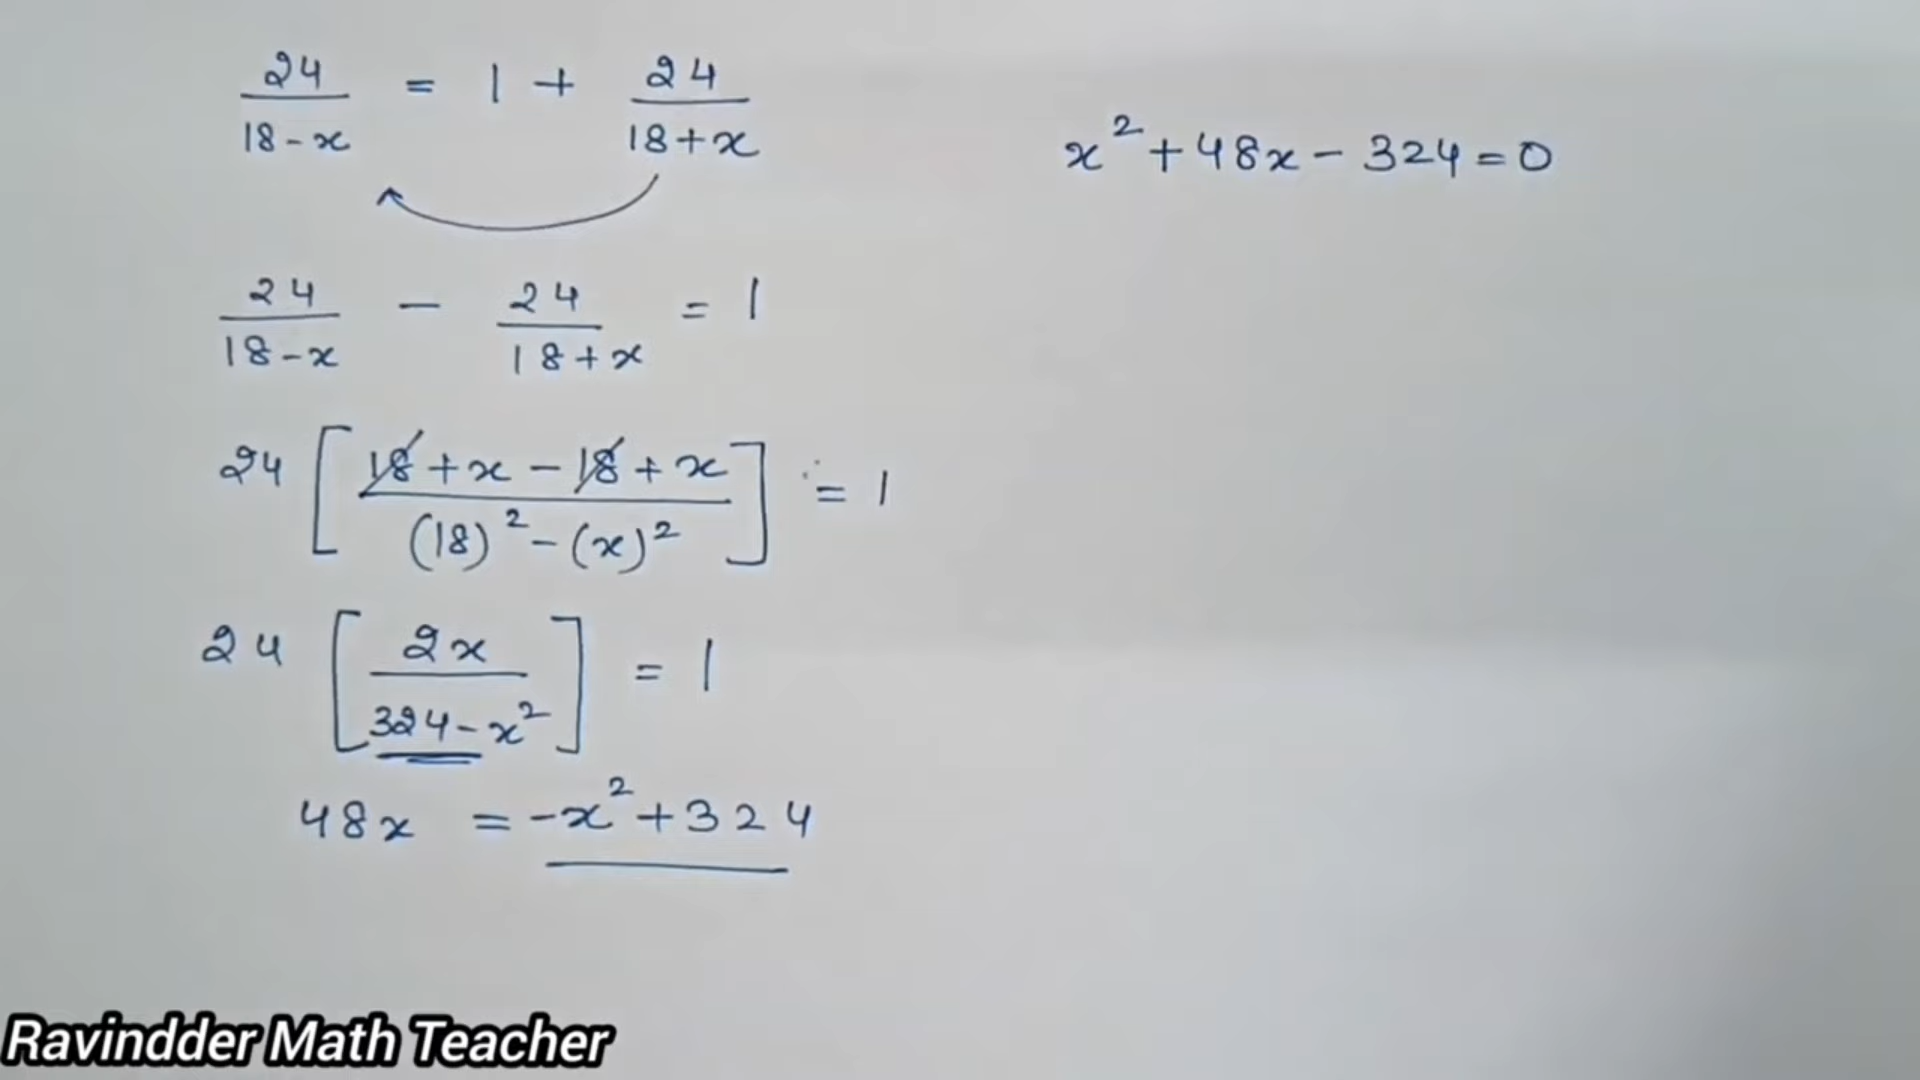 24/(18-x) = 1 + 24/(18+x)
24/(18-x) - 24/(18+x) = 1
24 [ (18+x-18+x)/((18)²-(x)²) ] = 1
24 [ 2x/(324-x²) ] = 1
48x = -x²+324
x²+48x-324=0
Ravindder Math Teacher